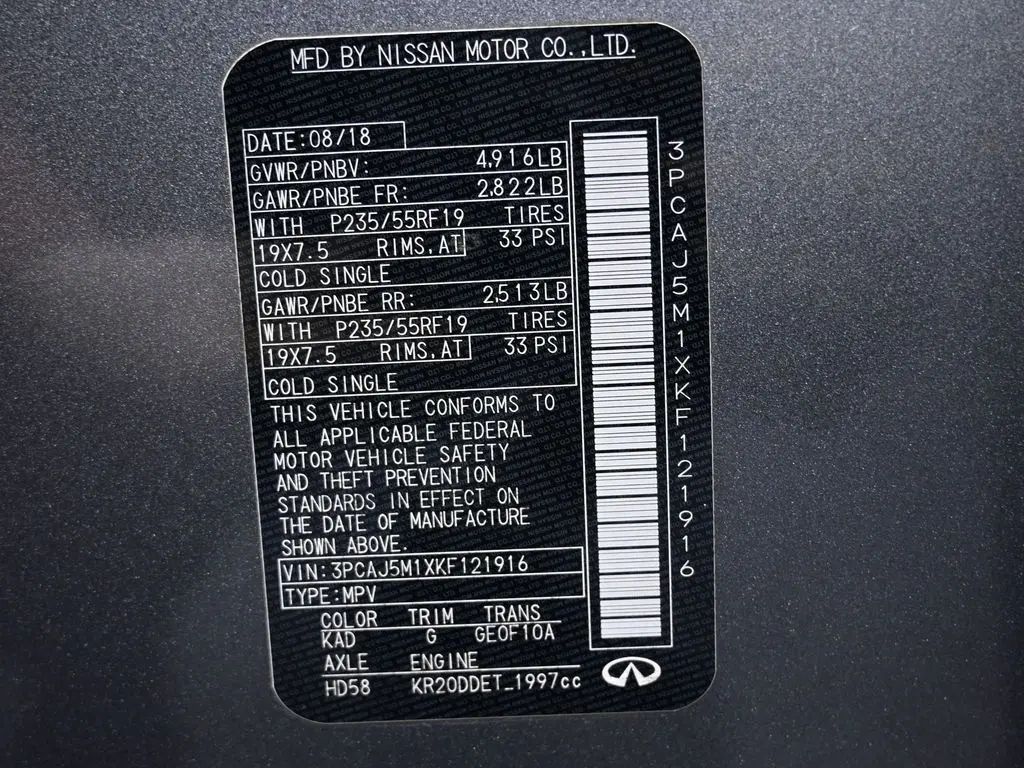 MFD BY NISSAN MOTOR CO.,LTD.
DATE:08/18
GVWR/PNBV: 4,916LB
GAWR/PNBE FR: 2,822LB
WITH P235/55RF19 TIRES
19X7.5 RIMS,AT 33 PSI
COLD SINGLE
GAWR/PNBE RR: 2,513LB
WITH P235/55RF19 TIRES
19X7.5 RIMS,AT 33 PSI
COLD SINGLE
THIS VEHICLE CONFORMS TO
ALL APPLICABLE FEDERAL
MOTOR VEHICLE SAFETY
AND THEFT PREVENTION
STANDARDS IN EFFECT ON
THE DATE OF MANUFACTURE
SHOWN ABOVE.
VIN:3PCAJ5M1XKF121916
TYPE:MPV
COLOR TRIM TRANS
KAD G GE0F10A
AXLE ENGINE
HD58 KR20DDET_1997cc
3PCAJ5M1XKF121916